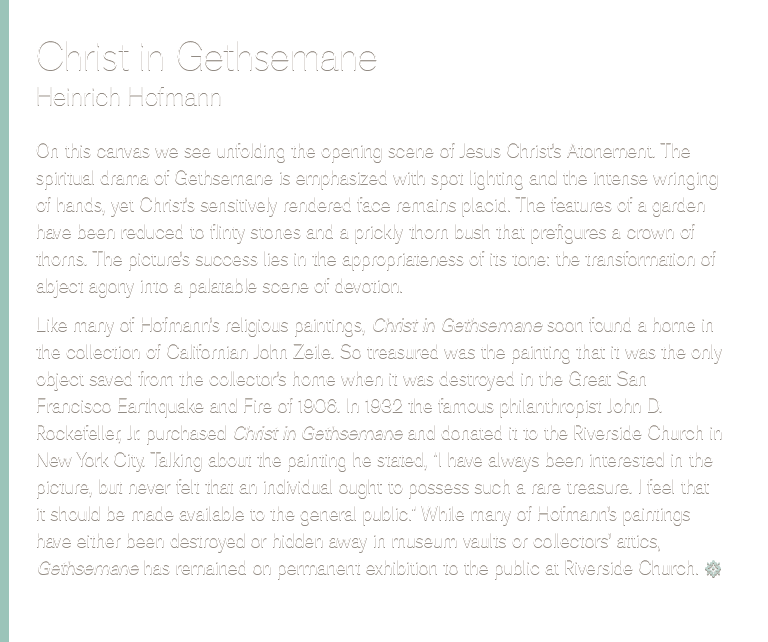 Christ in Gethsemane
Heinrich Hofmann
On this canvas we see unfolding the opening scene of Jesus Christ's Atonement. The
spiritual drama of Gethsemane is emphasized with spot lighting and the intense wringing
of hands, yet Christ's sensitively rendered face remains placid. The features of a garden
have been reduced to flinty stones and a prickly thorn bush that prefigures a crown of
thorns. The picture's success lies in the appropriateness of its tone: the transformation of
abject agony into a palatable scene of devotion.
Like many of Hofmann's religious paintings, Christ in Gethsemane soon found a home in
the collection of Californian John Zeile. So treasured was the painting that it was the only
object saved from the collector's home when it was destroyed in the Great San
Francisco Earthquake and Fire of 1906. In 1932 the famous philanthropist John D.
Rockefeller, Jr. purchased Christ in Gethsemane and donated it to the Riverside Church in
New York City. Talking about the painting he stated, "I have always been interested in the
picture, but never felt that an individual ought to possess such a rare treasure. I feel that
it should be made available to the general public." While many of Hofmann's paintings
have either been destroyed or hidden away in museum vaults or collectors' attics,
Gethsemane has remained on permanent exhibition to the public at Riverside Church.